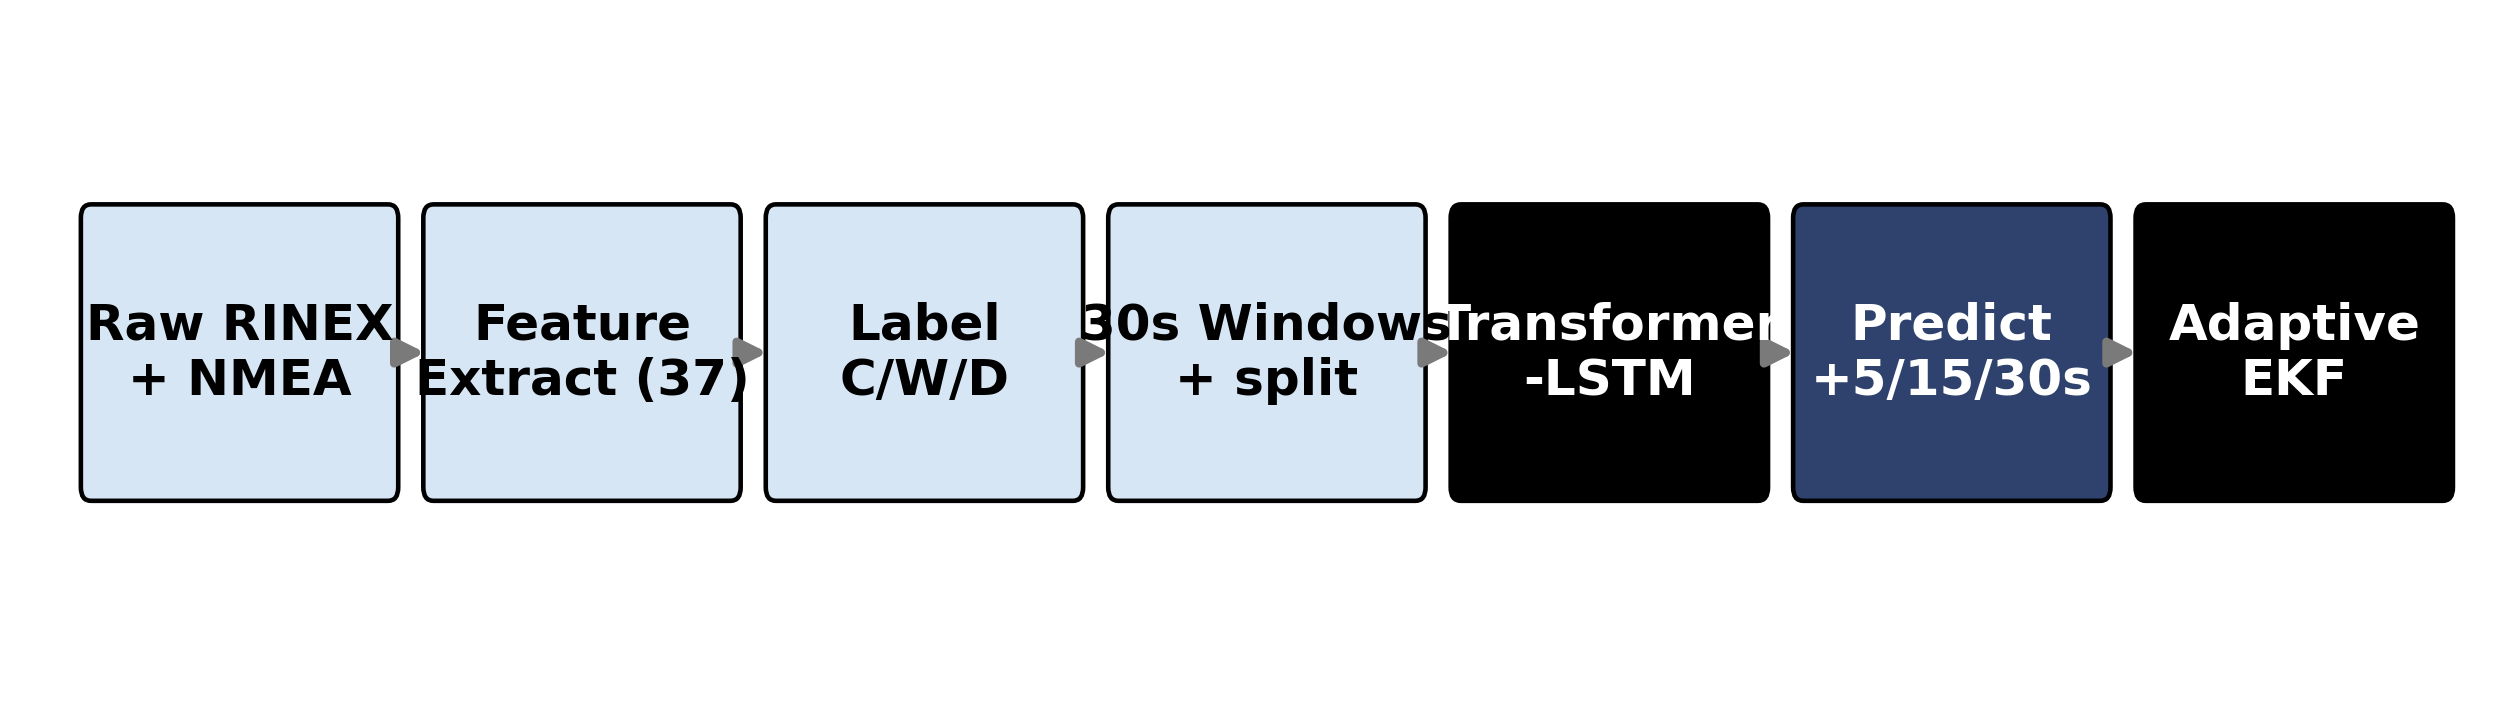 Raw RINEX
+ NMEA
Feature
Extract (37)
Label
C/W/D
30s Windows
+ split
Transformer
-LSTM
Predict
+5/15/30s
Adaptive
EKF